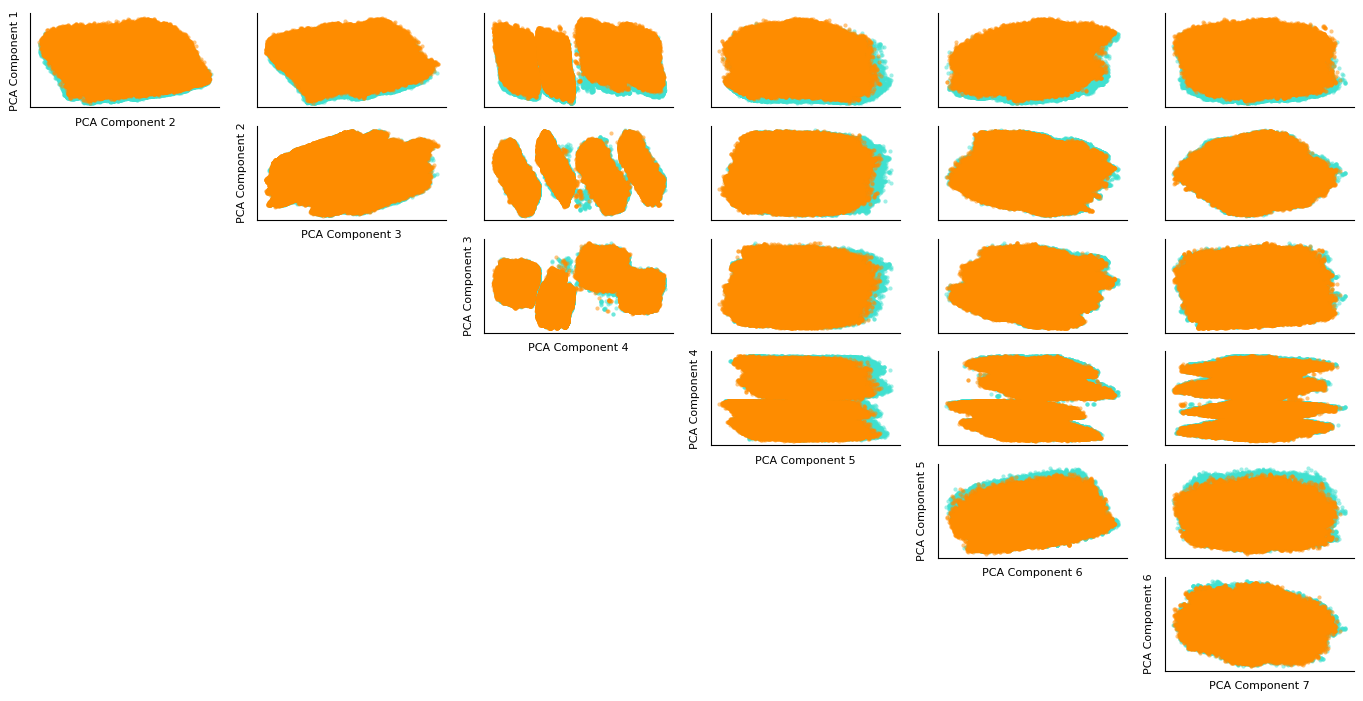 PCA Component 1
PCA Component 2
PCA Component 2
PCA Component 3
PCA Component 3
PCA Component 4
PCA Component 4
PCA Component 5
PCA Component 5
PCA Component 6
PCA Component 6
PCA Component 7